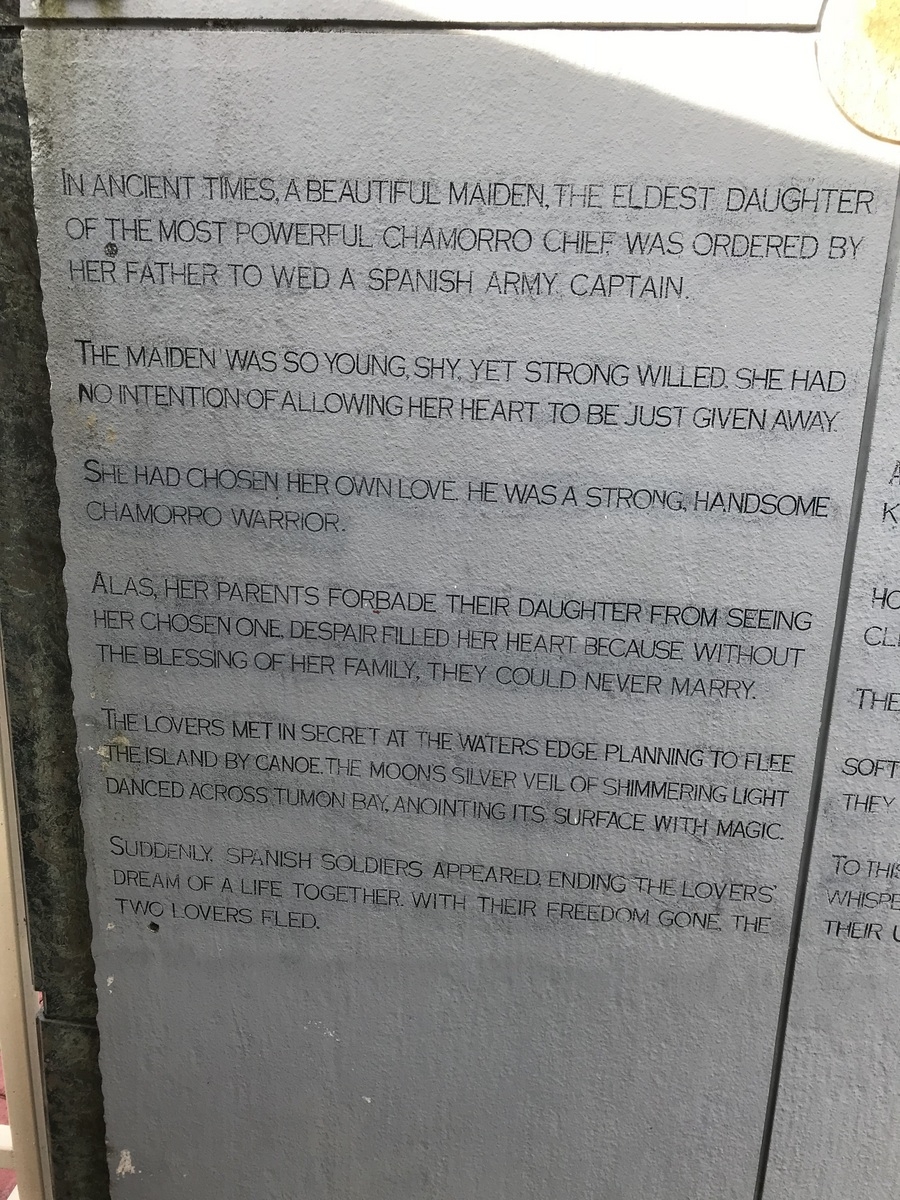 IN ANCIENT TIMES, A BEAUTIFUL MAIDEN, THE ELDEST DAUGHTER
OF THE MOST POWERFUL CHAMORRO CHIEF, WAS ORDERED BY
HER FATHER TO WED A SPANISH ARMY CAPTAIN.
THE MAIDEN WAS SO YOUNG, SHY, YET STRONG WILLED. SHE HAD
NO INTENTION OF ALLOWING HER HEART TO BE JUST GIVEN AWAY.
SHE HAD CHOSEN HER OWN LOVE. HE WAS A STRONG, HANDSOME
CHAMORRO WARRIOR.
ALAS, HER PARENTS FORBADE THEIR DAUGHTER FROM SEEING
HER CHOSEN ONE. DESPAIR FILLED HER HEART BECAUSE WITHOUT
THE BLESSING OF HER FAMILY, THEY COULD NEVER MARRY.
THE LOVERS MET IN SECRET AT THE WATERS EDGE PLANNING TO FLEE
THE ISLAND BY CANOE. THE MOONS SILVER VEIL OF SHIMMERING LIGHT
DANCED ACROSS TUMON BAY, ANOINTING ITS SURFACE WITH MAGIC.
SUDDENLY, SPANISH SOLDIERS APPEARED, ENDING THE LOVERS'
DREAM OF A LIFE TOGETHER. WITH THEIR FREEDOM GONE, THE
TWO LOVERS FLED.
THE
SOFT
THEY
TO THIS
WHISPE
THEIR U